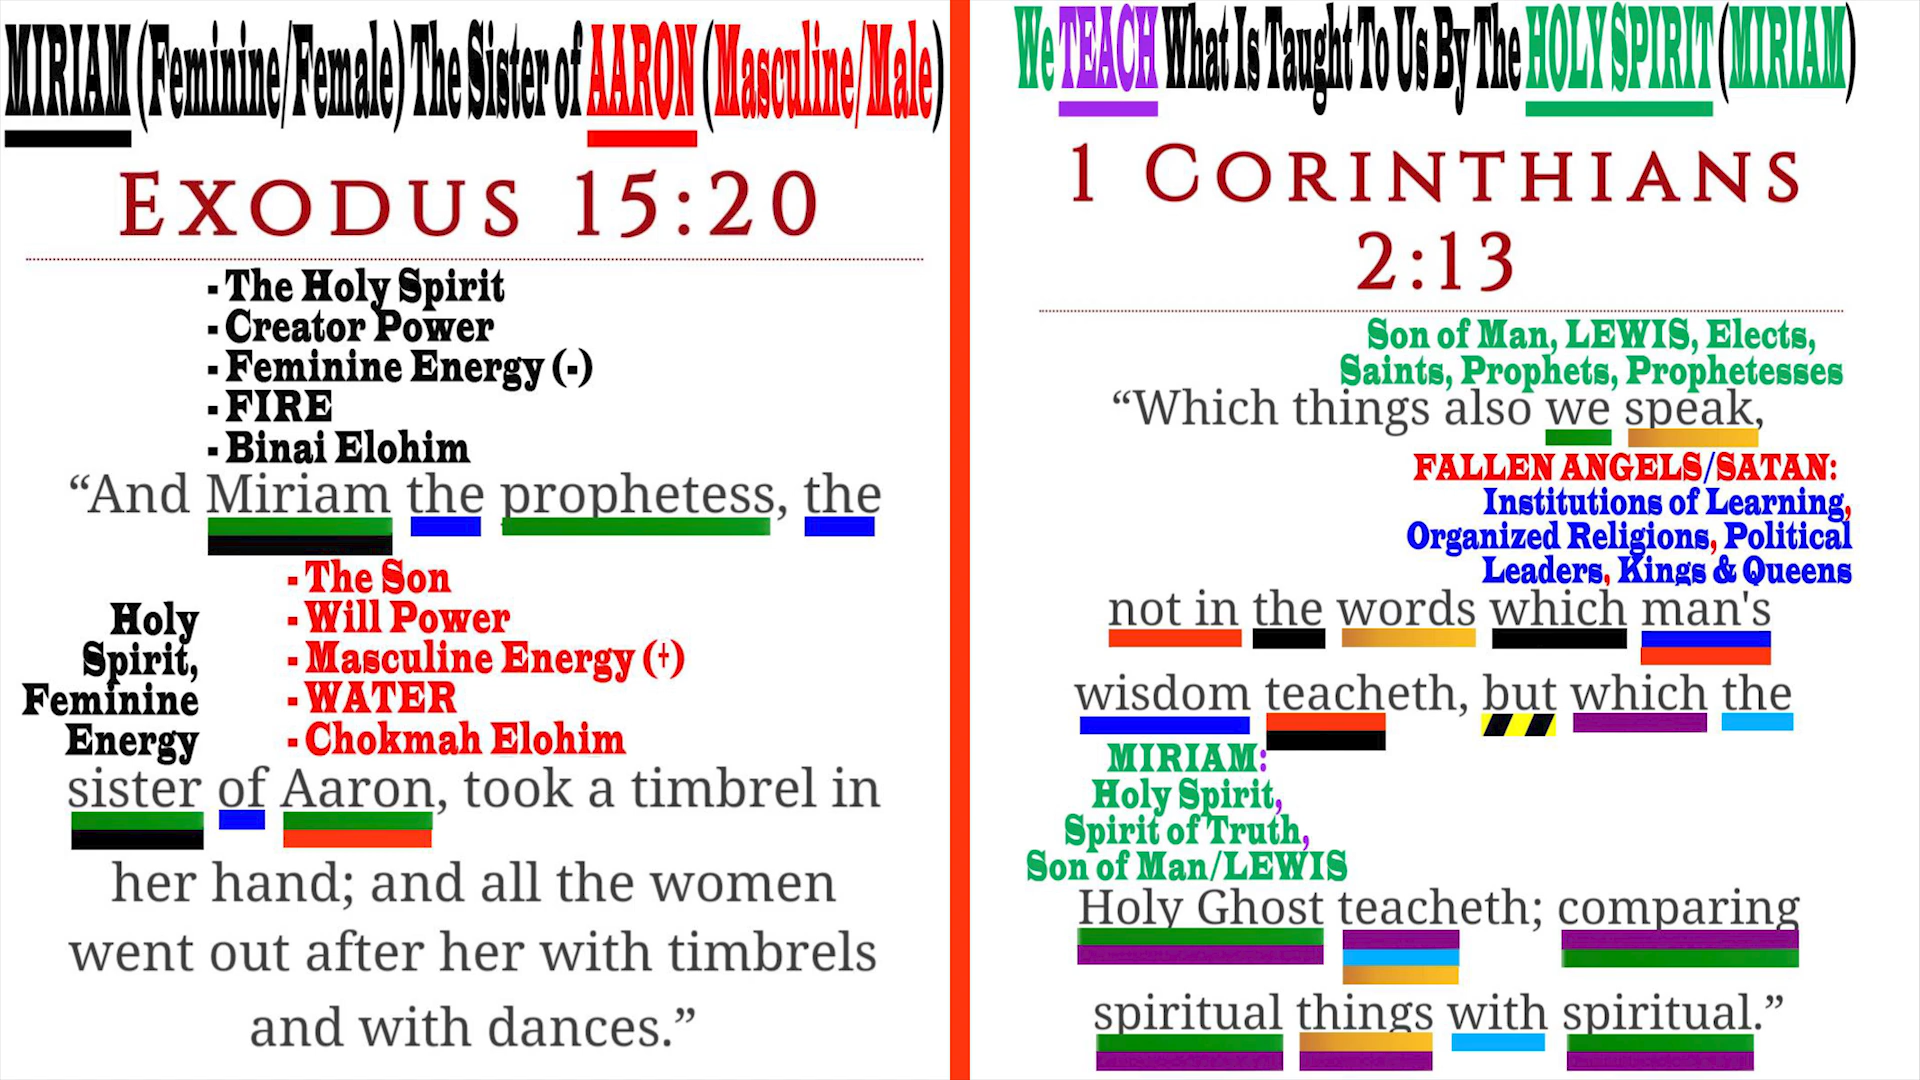 MIRIAM (Feminine/Female) The Sister of AARON (Masculine/Male)
EXODUS 15:20
- The Holy Spirit
- Creator Power
- Feminine Energy (-)
- FIRE
- Binai Elohim
“And Miriam the prophetess, the
- The Son
- Will Power
- Masculine Energy (+)
- WATER
- Chokmah Elohim
Holy
Spirit,
Feminine
Energy
sister of Aaron, took a timbrel in
her hand; and all the women
went out after her with timbrels
and with dances.”
We TEACH What Is Taught To Us By The HOLY SPIRIT (MIRIAM)
1 CORINTHIANS
2:13
Son of Man, LEWIS, Elects,
Saints, Prophets, Prophetesses
“Which things also we speak,
FALLEN ANGELS/SATAN:
Institutions of Learning,
Organized Religions, Political
Leaders, Kings & Queens
not in the words which man's
wisdom teacheth, but which the
MIRIAM:
Holy Spirit,
Spirit of Truth,
Son of Man/LEWIS
Holy Ghost teacheth; comparing
spiritual things with spiritual.”